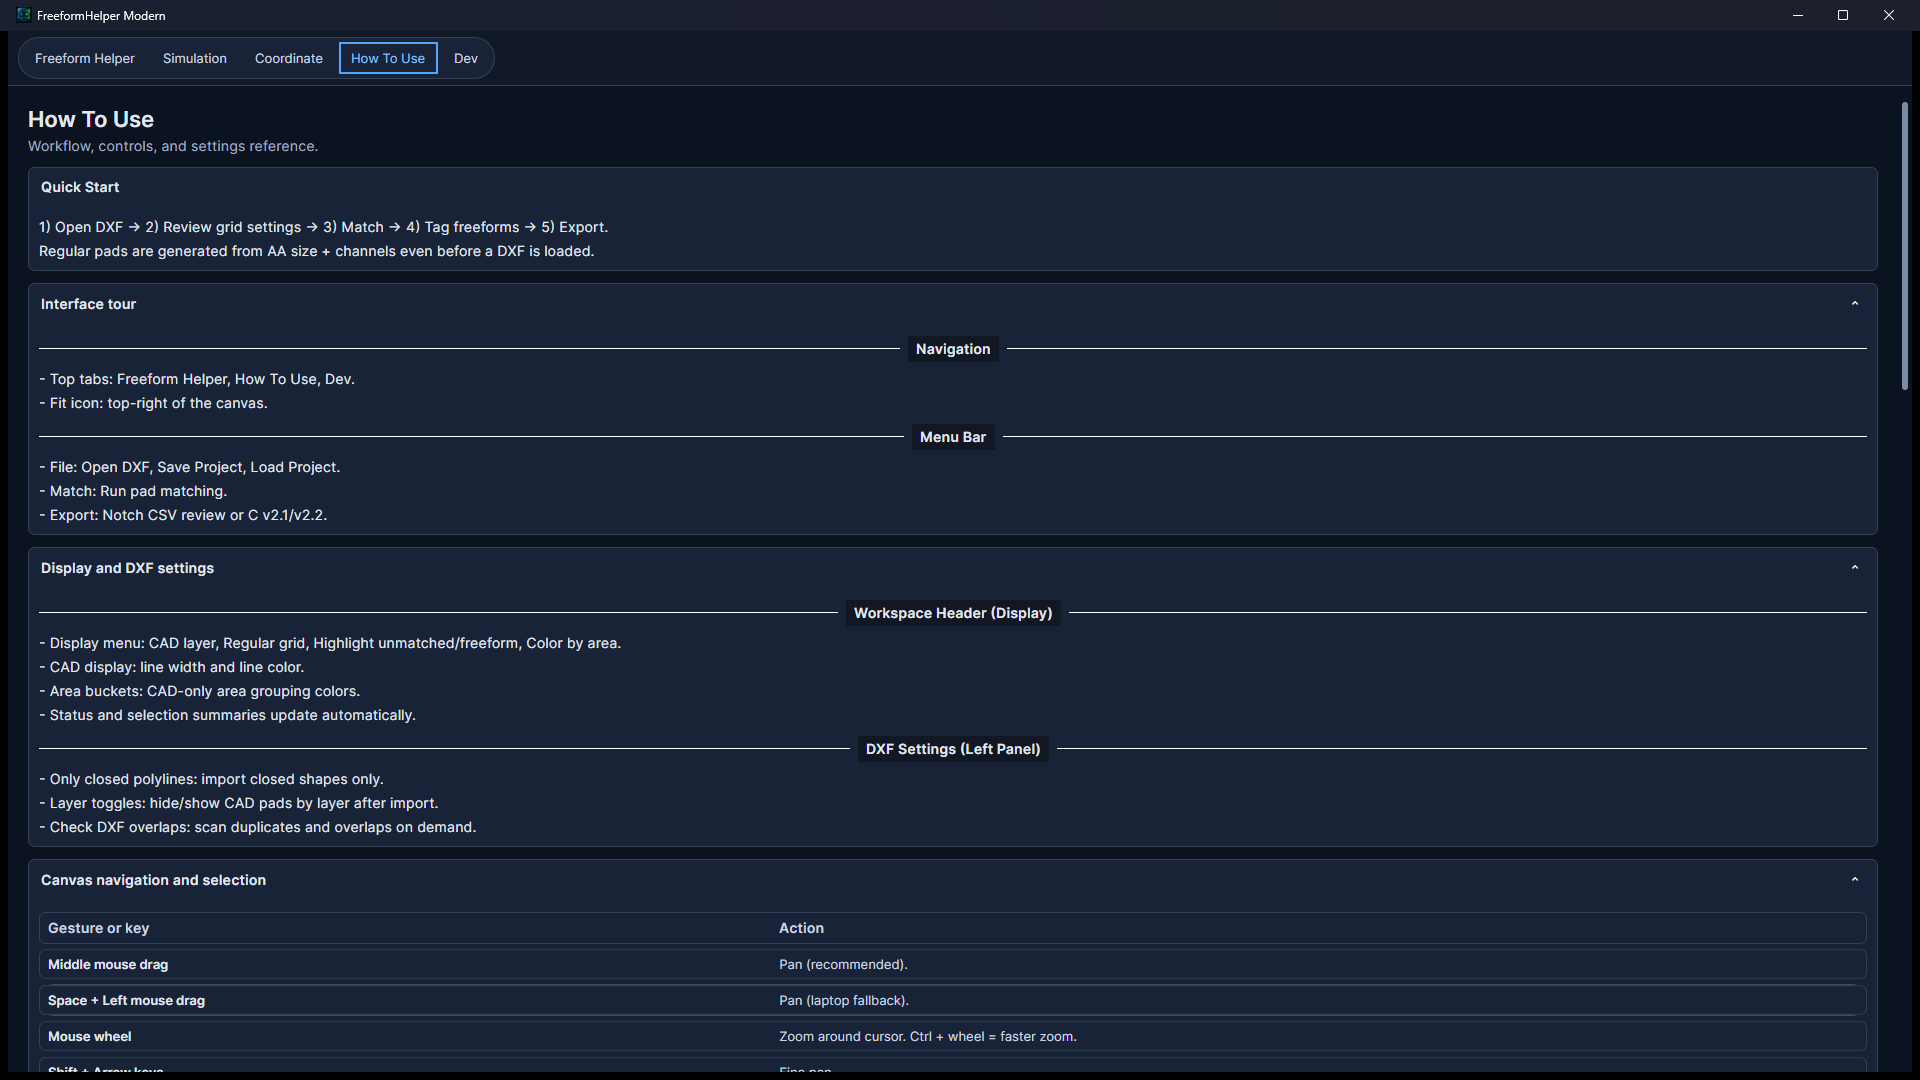 FreeformHelper Modern
Freeform Helper Simulation Coordinate How To Use Dev
How To Use
Workflow, controls, and settings reference.
Quick Start
1) Open DXF → 2) Review grid settings → 3) Match → 4) Tag freeforms → 5) Export.
Regular pads are generated from AA size + channels even before a DXF is loaded.
Interface tour
Navigation
- Top tabs: Freeform Helper, How To Use, Dev.
- Fit icon: top-right of the canvas.
Menu Bar
- File: Open DXF, Save Project, Load Project.
- Match: Run pad matching.
- Export: Notch CSV review or C v2.1/v2.2.
Display and DXF settings
Workspace Header (Display)
- Display menu: CAD layer, Regular grid, Highlight unmatched/freeform, Color by area.
- CAD display: line width and line color.
- Area buckets: CAD-only area grouping colors.
- Status and selection summaries update automatically.
DXF Settings (Left Panel)
- Only closed polylines: import closed shapes only.
- Layer toggles: hide/show CAD pads by layer after import.
- Check DXF overlaps: scan duplicates and overlaps on demand.
Canvas navigation and selection
Gesture or key Action
Middle mouse drag Pan (recommended).
Space + Left mouse drag Pan (laptop fallback).
Mouse wheel Zoom around cursor. Ctrl + wheel = faster zoom.
Shift + Arrow keys Fine pan